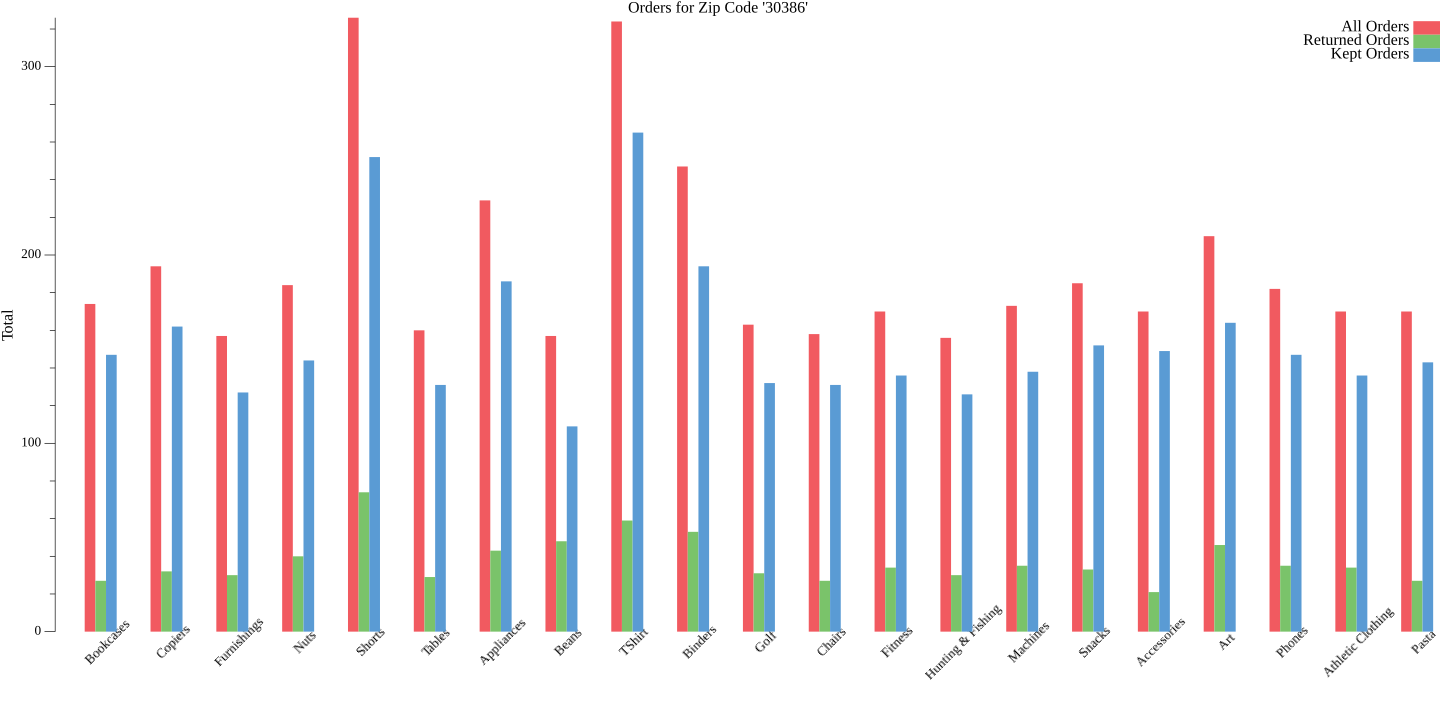 Orders for Zip Code '30386'
All Orders
Returned Orders
Kept Orders
Total
300
200
100
0
Bookcases
Copiers
Furnishings
Nuts
Shorts
Tables
Appliances
Beans
TShirt
Binders
Golf
Chairs
Fitness
Hunting & Fishing
Machines
Snacks
Accessories
Art
Phones
Athletic Clothing
Pasta